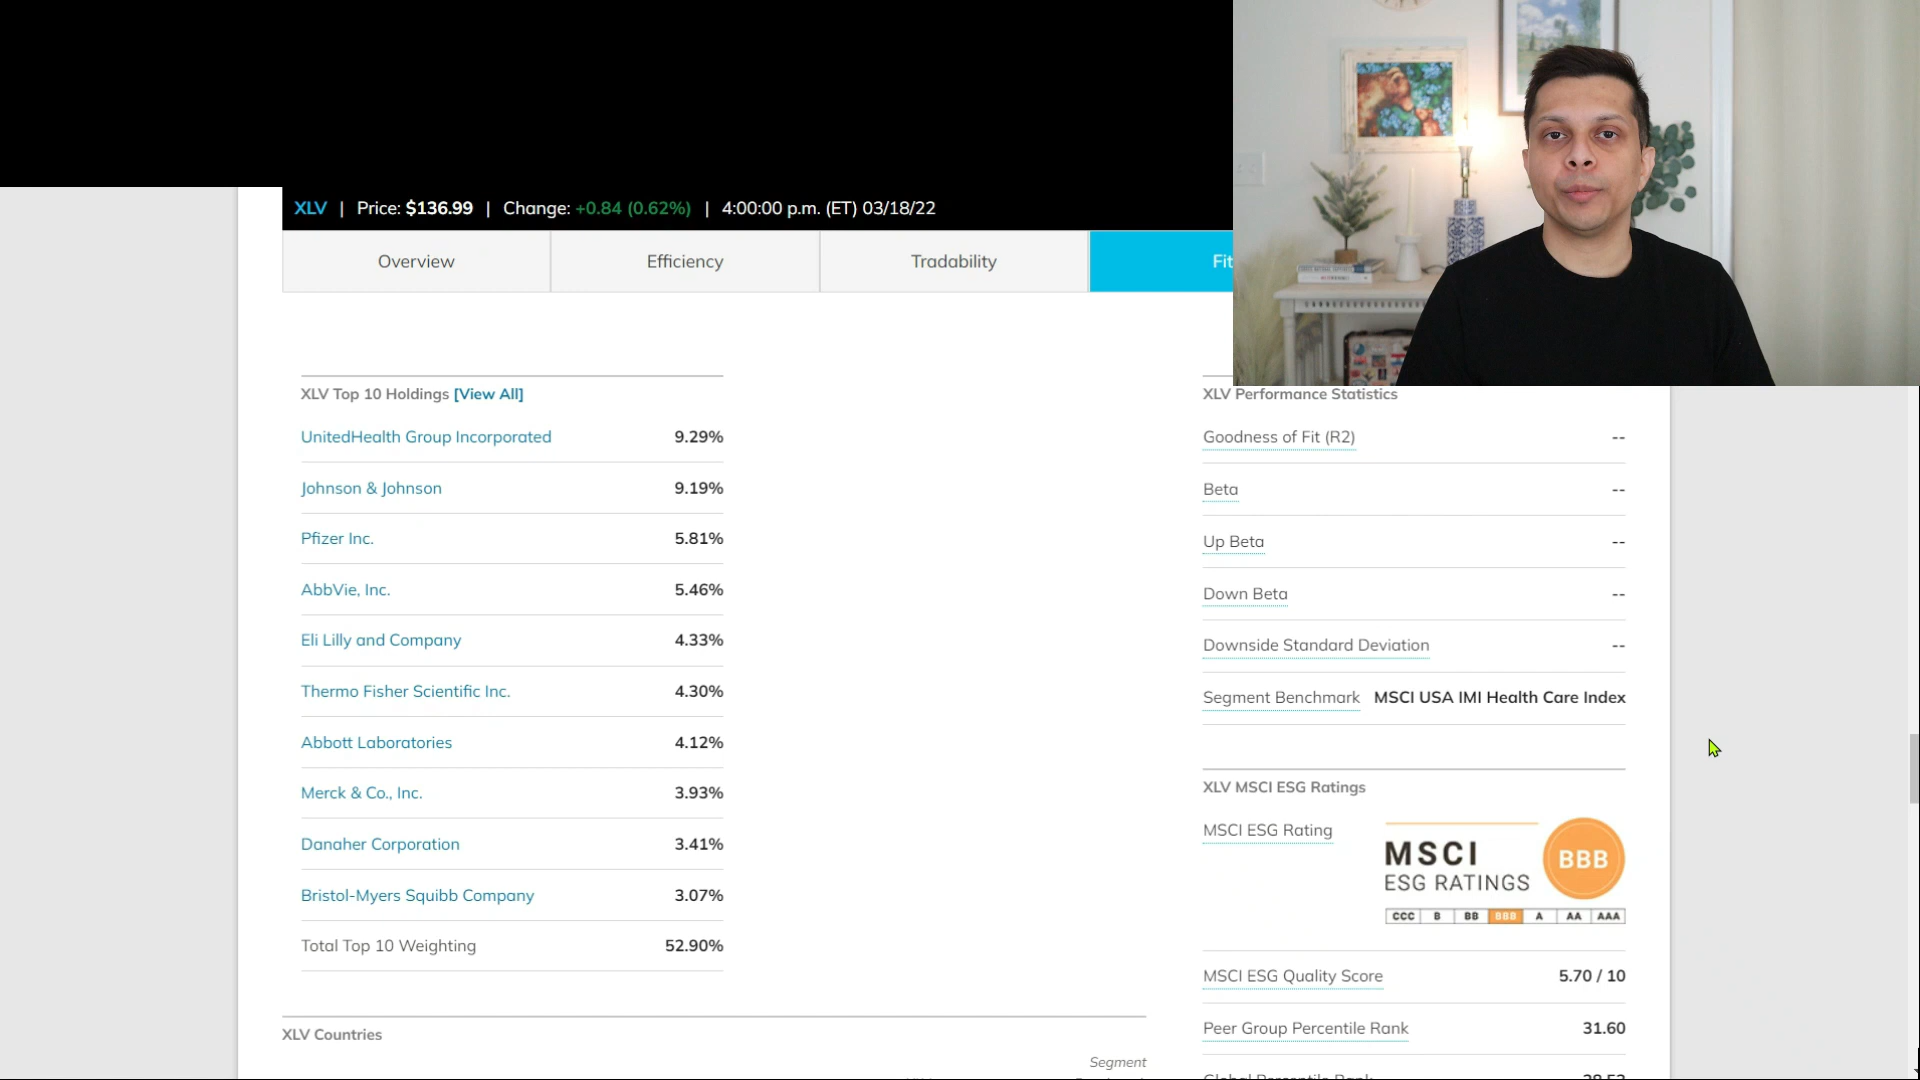 XLV | Price: $136.99 | Change: +0.84 (0.62%) | 4:00:00 p.m. (ET) 03/18/22
Overview
Efficiency
Tradability
Fit
XLV Top 10 Holdings [View All]
UnitedHealth Group Incorporated 9.29%
Johnson & Johnson 9.19%
Pfizer Inc. 5.81%
AbbVie, Inc. 5.46%
Eli Lilly and Company 4.33%
Thermo Fisher Scientific Inc. 4.30%
Abbott Laboratories 4.12%
Merck & Co., Inc. 3.93%
Danaher Corporation 3.41%
Bristol-Myers Squibb Company 3.07%
Total Top 10 Weighting 52.90%
XLV Countries
Segment
XLV Performance Statistics
Goodness of Fit (R2) --
Beta --
Up Beta --
Down Beta --
Downside Standard Deviation --
Segment Benchmark MSCI USA IMI Health Care Index
XLV MSCI ESG Ratings
MSCI ESG Rating
MSCI
ESG RATINGS
BBB
CCC B BB BBB A AA AAA
MSCI ESG Quality Score 5.70 / 10
Peer Group Percentile Rank 31.60